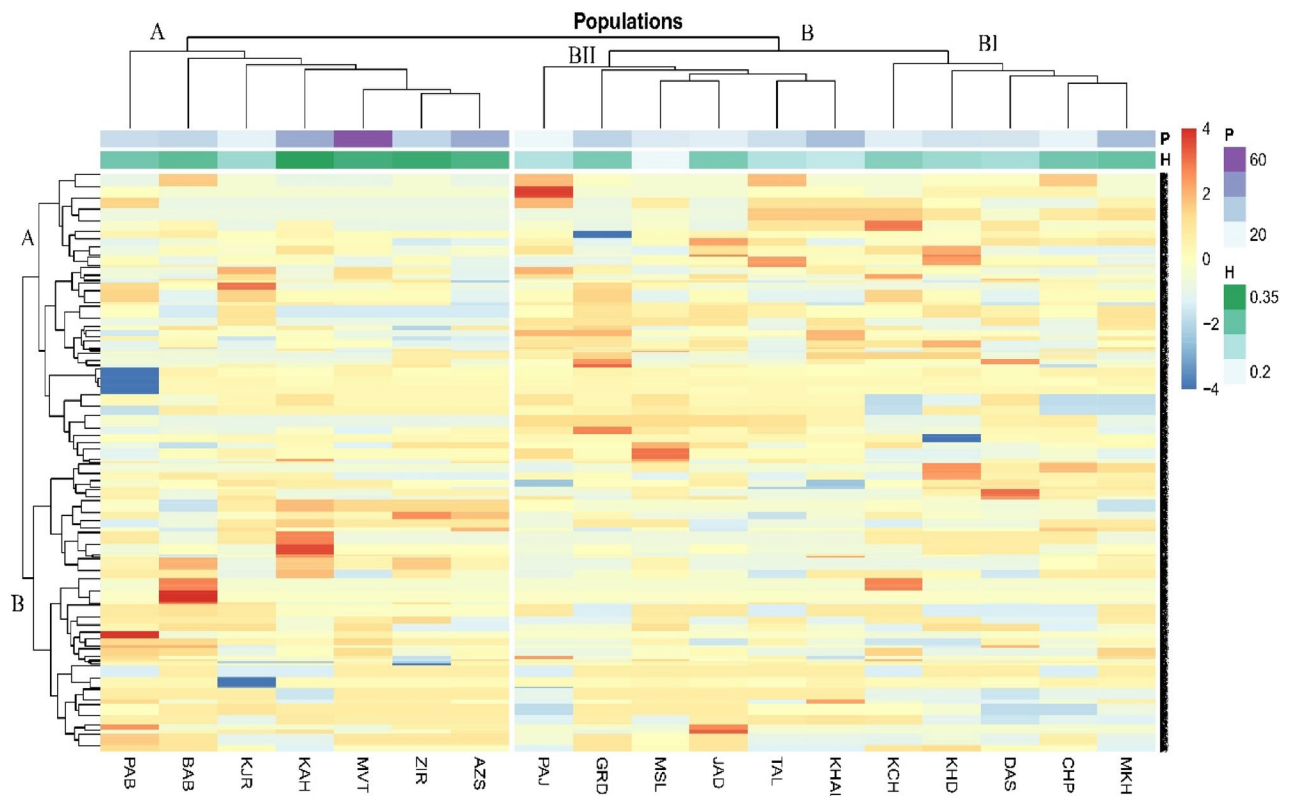 Populations
A
B
BI
BII
P
H
A
B
4
2
0
−2
−4
P
60
20
H
0.35
0.2
PAB
BAB
KJR
KAH
MVT
ZIR
AZS
PAJ
GRD
MSL
JAD
TAL
KHAL
KCH
KHD
DAS
CHP
MKH